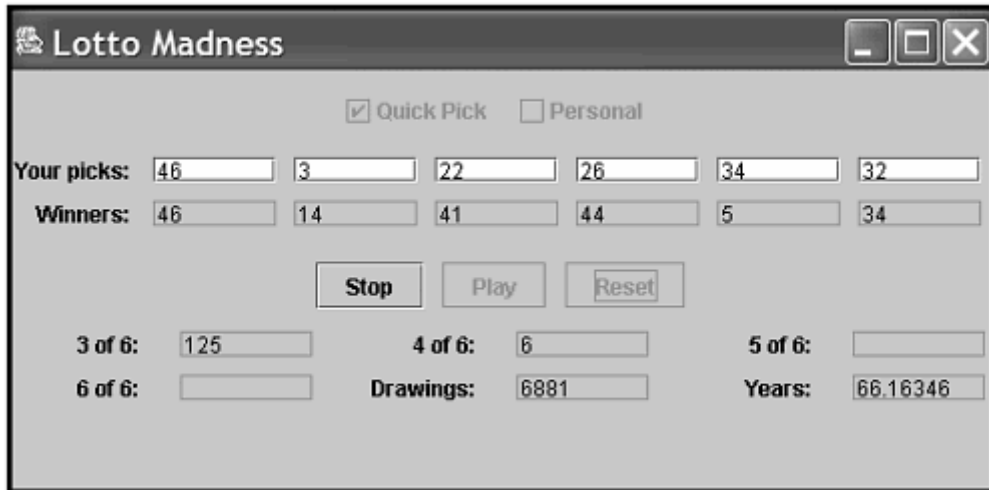 Lotto Madness
Quick Pick Personal
Your picks: 46 3 22 26 34 32
Winners: 46 14 41 44 5 34
Stop Play Reset
3 of 6: 125 4 of 6: 6 5 of 6:
6 of 6: Drawings: 6881 Years: 66.16346